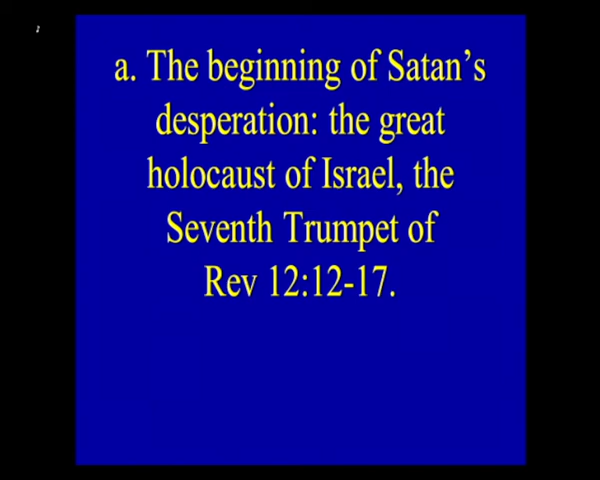 a. The beginning of Satan's
desperation: the great
holocaust of Israel, the
Seventh Trumpet of
Rev 12:12-17.